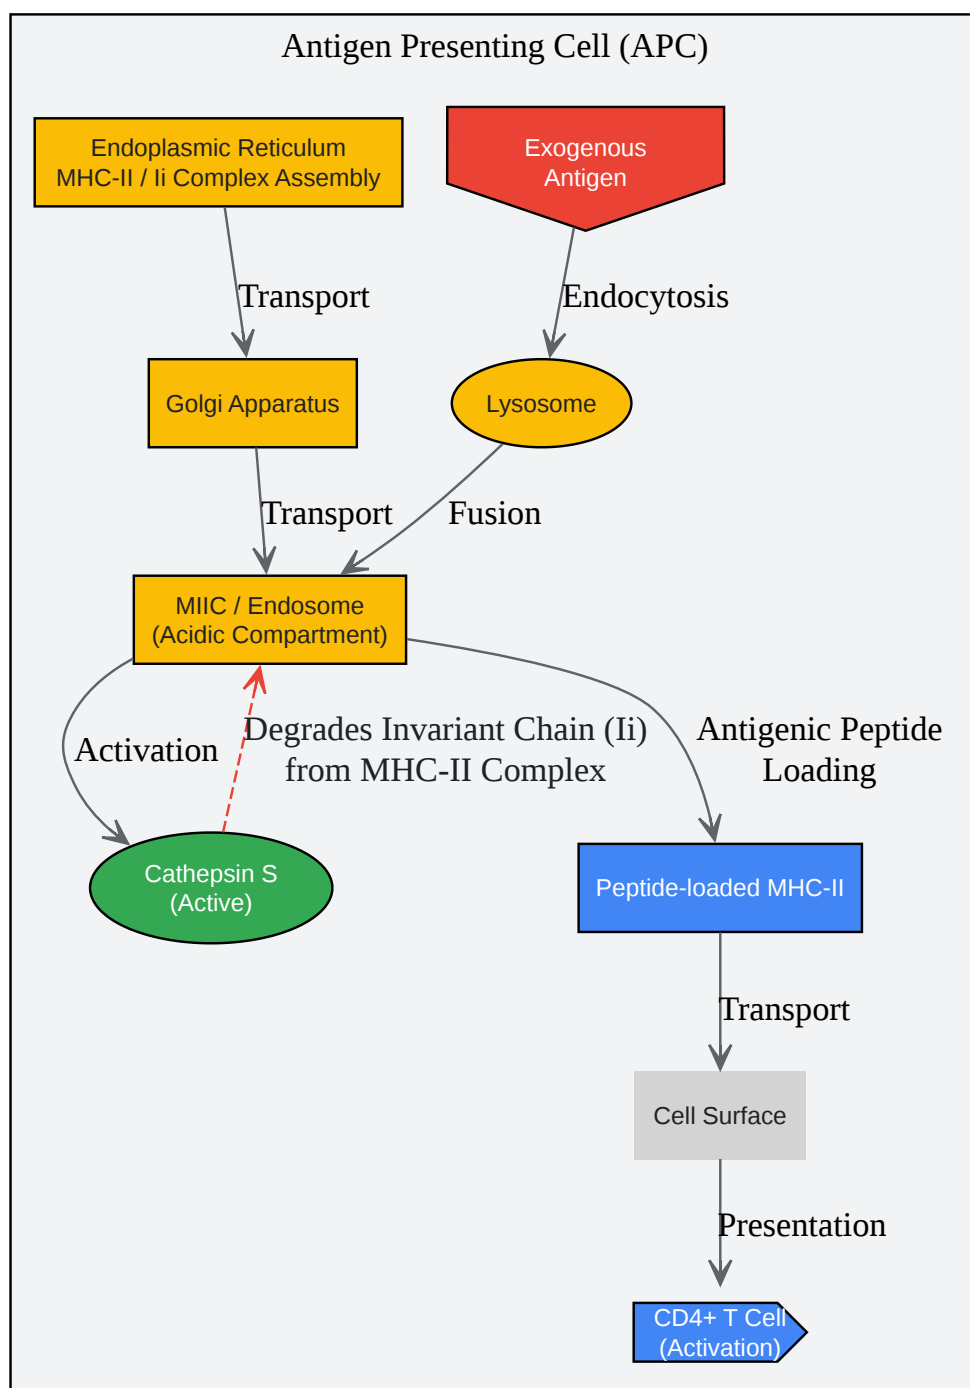 Antigen Presenting Cell (APC)
Endoplasmic Reticulum
MHC-II / Ii Complex Assembly
Exogenous
Antigen
Transport
Endocytosis
Golgi Apparatus
Lysosome
Transport
Fusion
MIIC / Endosome
(Acidic Compartment)
Activation
Degrades Invariant Chain (Ii)
from MHC-II Complex
Antigenic Peptide
Loading
Cathepsin S
(Active)
Peptide-loaded MHC-II
Transport
Cell Surface
Presentation
CD4+ T Cell
(Activation)